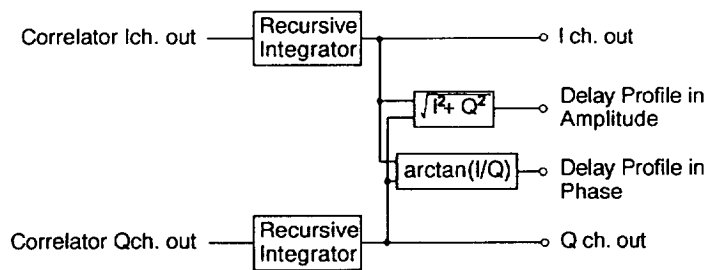 Correlator Ich. out
Recursive
Integrator
I ch. out
√I²+ Q²
Delay Profile in
Amplitude
arctan(I/Q)
Delay Profile in
Phase
Correlator Qch. out
Recursive
Integrator
Q ch. out